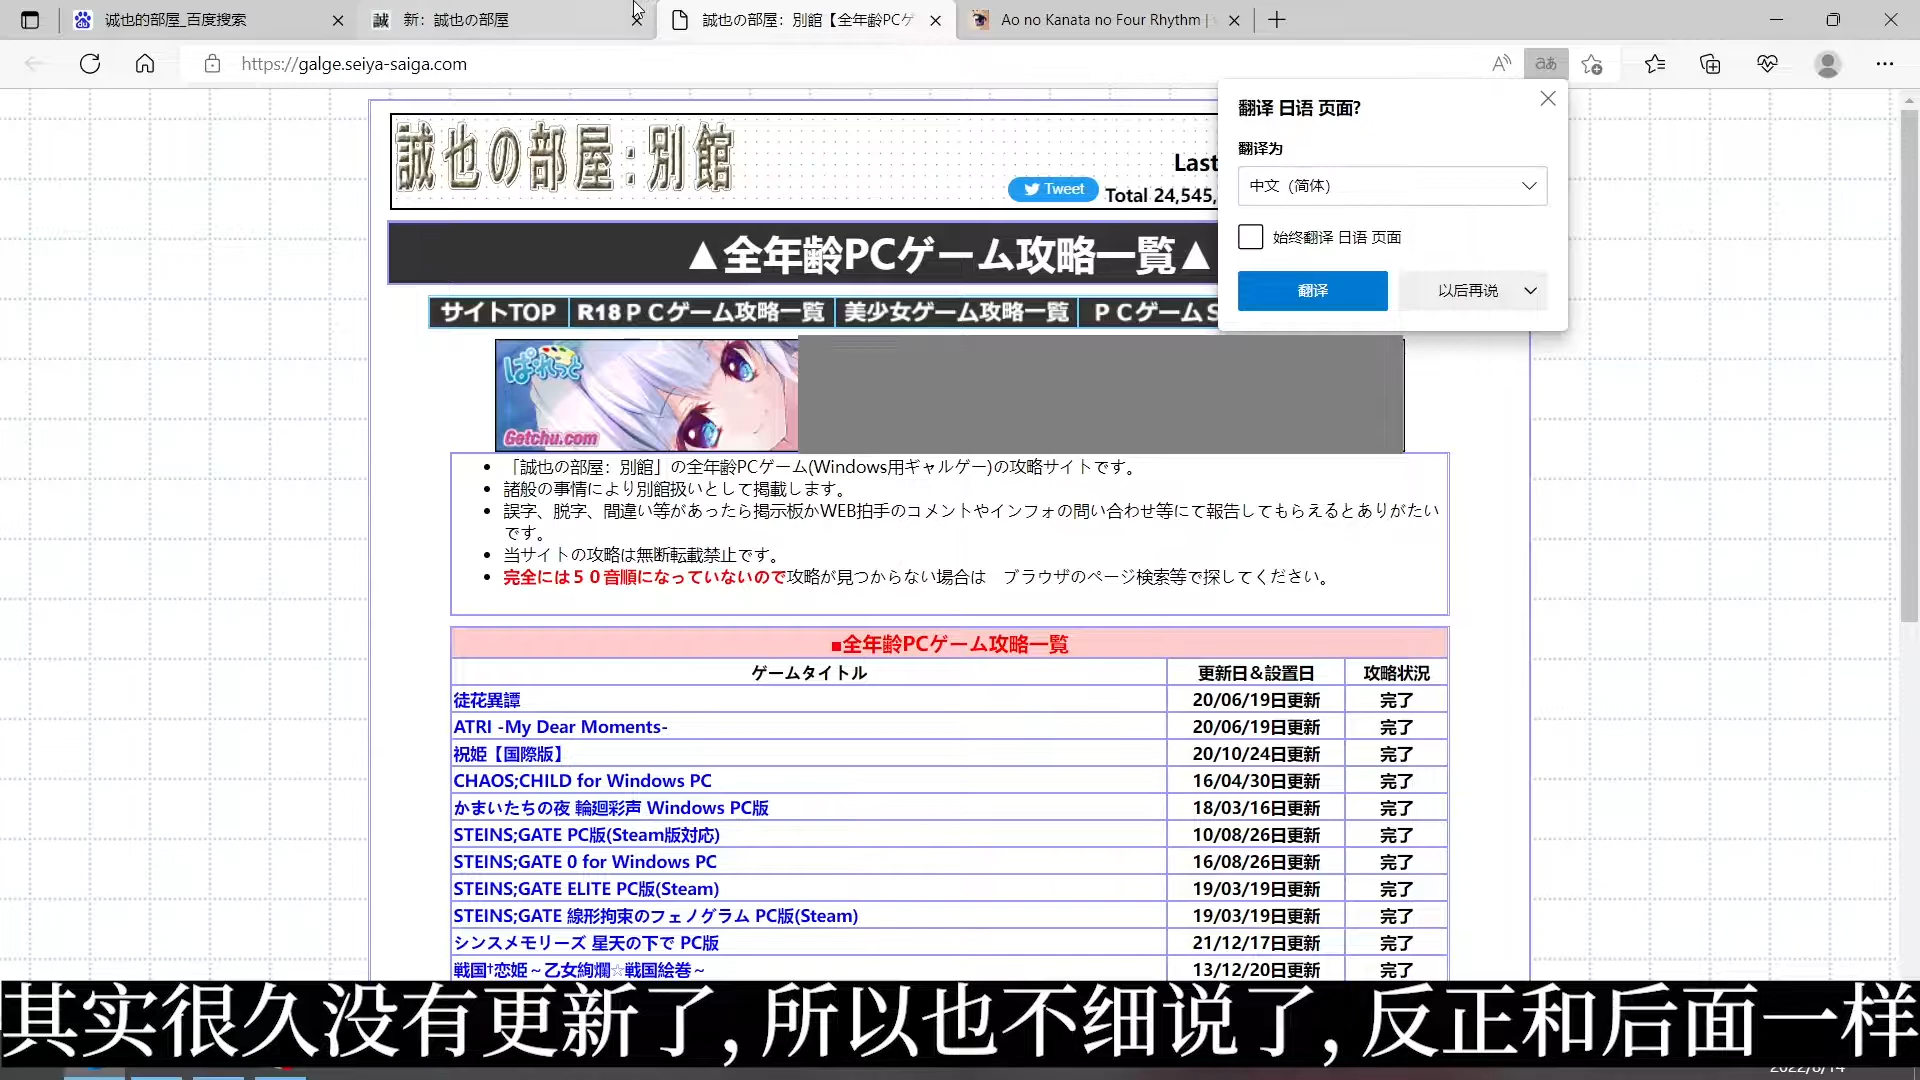 诚也的部屋_百度搜索
誠
新：誠也の部屋
誠也の部屋：別館【全年齢PCゲ
Ao no Kanata no Four Rhythm |
https://galge.seiya-saiga.com
aあ
誠也の部屋:別館
Last
Tweet
Total 24,545,
翻译 日语 页面?
翻译为
中文 (简体)
始终翻译 日语 页面
翻译
以后再说
▲全年齢PCゲーム攻略一覧▲
サイトTOP
R18ＰＣゲーム攻略一覧
美少女ゲーム攻略一覧
ＰＣゲームS
ぱれっと
Getchu.com
「誠也の部屋：別館」の全年齢PCゲーム(Windows用ギャルゲー)の攻略サイトです。
諸般の事情により別館扱いとして掲載します。
誤字、脱字、間違い等があったら掲示板かWEB拍手のコメントやインフォの問い合わせ等にて報告してもらえるとありがたい
です。
当サイトの攻略は無断転載禁止です。
完全には５０音順になっていないので攻略が見つからない場合は　ブラウザのページ検索等で探してください。
■全年齢PCゲーム攻略一覧
ゲームタイトル 更新日＆設置日 攻略状況
徒花異譚 20/06/19日更新 完了
ATRI -My Dear Moments- 20/06/19日更新 完了
祝姫【国際版】 20/10/24日更新 完了
CHAOS;CHILD for Windows PC 16/04/30日更新 完了
かまいたちの夜 輪廻彩声 Windows PC版 18/03/16日更新 完了
STEINS;GATE PC版(Steam版対応) 10/08/26日更新 完了
STEINS;GATE 0 for Windows PC 16/08/26日更新 完了
STEINS;GATE ELITE PC版(Steam) 19/03/19日更新 完了
STEINS;GATE 線形拘束のフェノグラム PC版(Steam) 19/03/19日更新 完了
シンスメモリーズ 星天の下で PC版 21/12/17日更新 完了
戦国†恋姫～乙女絢爛☆戦国絵巻～ 13/12/20日更新 完了
其实很久没有更新了,所以也不细说了,反正和后面一样